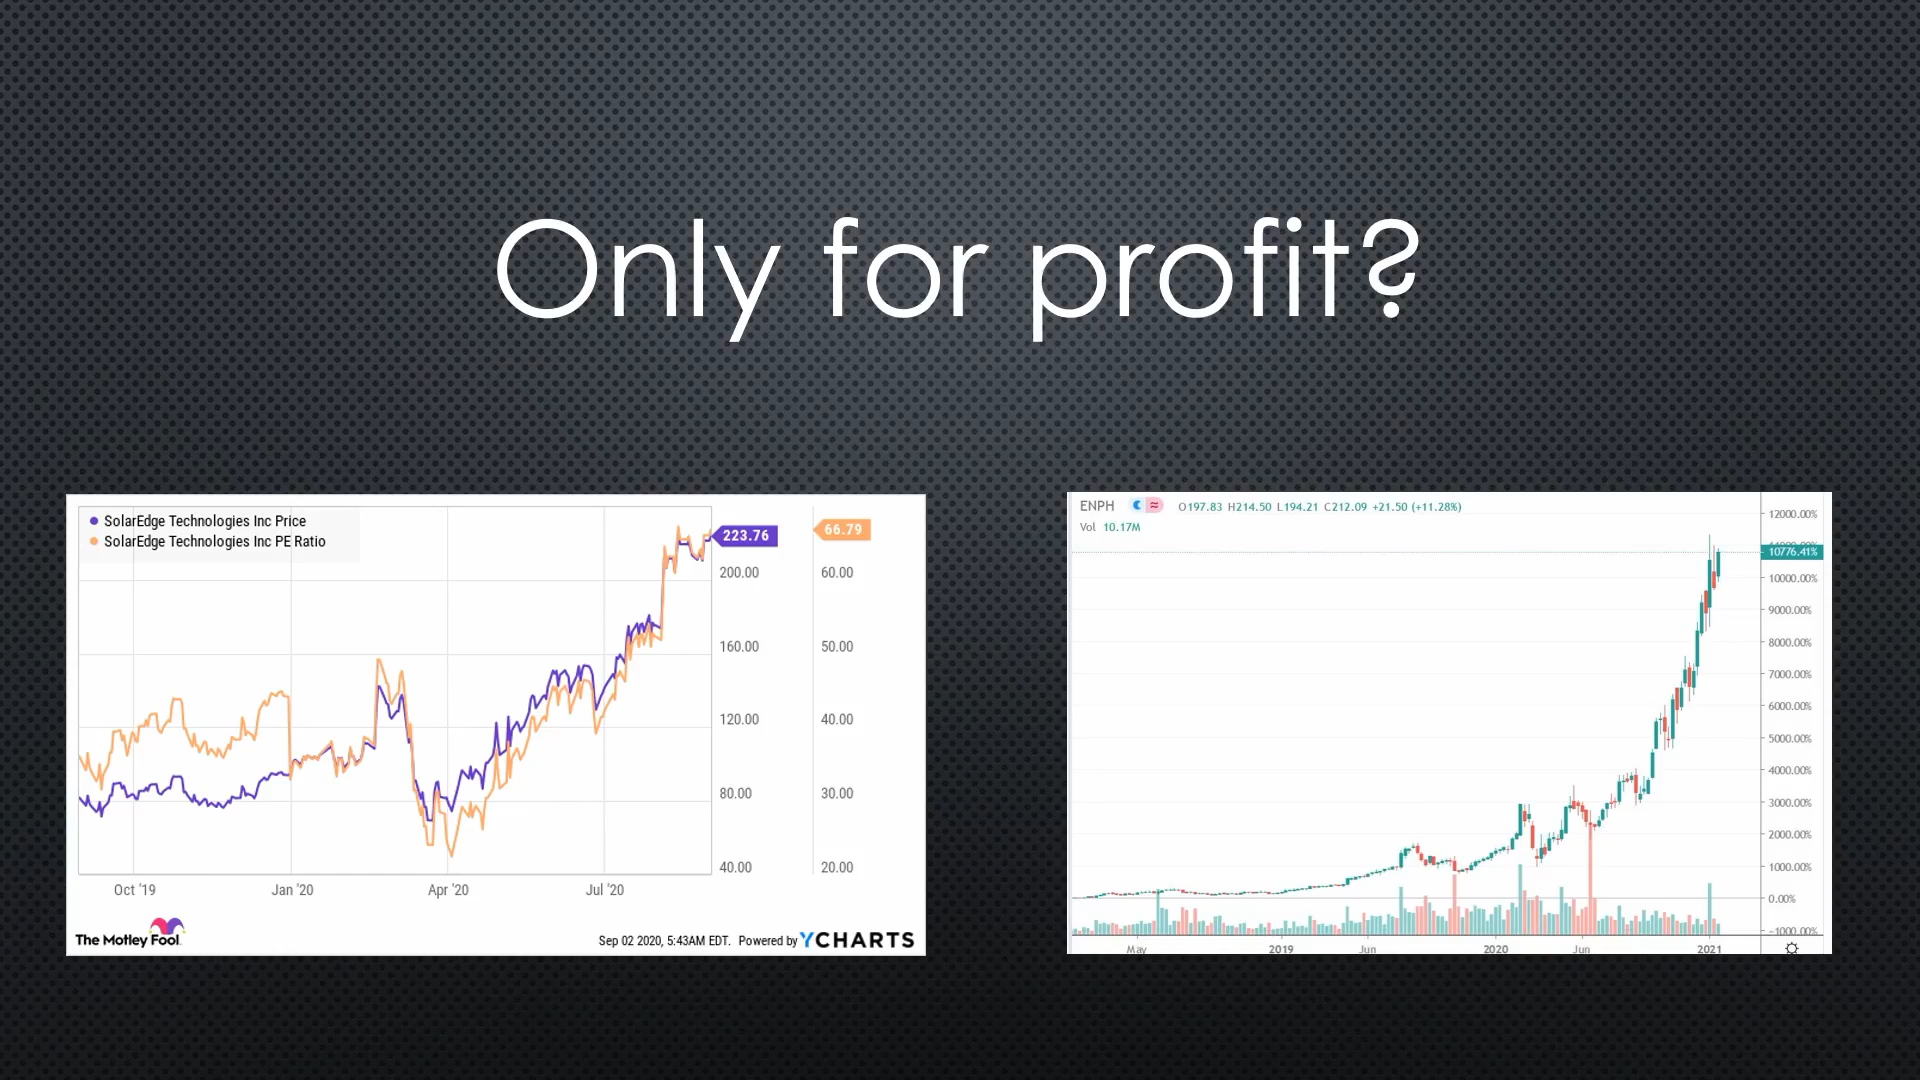 Only for profit?
SolarEdge Technologies Inc Price
SolarEdge Technologies Inc PE Ratio
223.76
66.79
200.00
60.00
160.00
50.00
120.00
40.00
80.00
30.00
40.00
20.00
Oct '19
Jan '20
Apr '20
Jul '20
The Motley Fool.
Sep 02 2020, 5:43AM EDT. Powered by YCHARTS
ENPH
O197.83 H214.50 L194.21 C212.09 +21.50 (+11.28%)
Vol 10.17M
12000.00%
10776.41%
10000.00%
9000.00%
8000.00%
7000.00%
6000.00%
5000.00%
4000.00%
3000.00%
2000.00%
1000.00%
0.00%
−1000.00%
May
2019
Jun
2020
Jun
2021